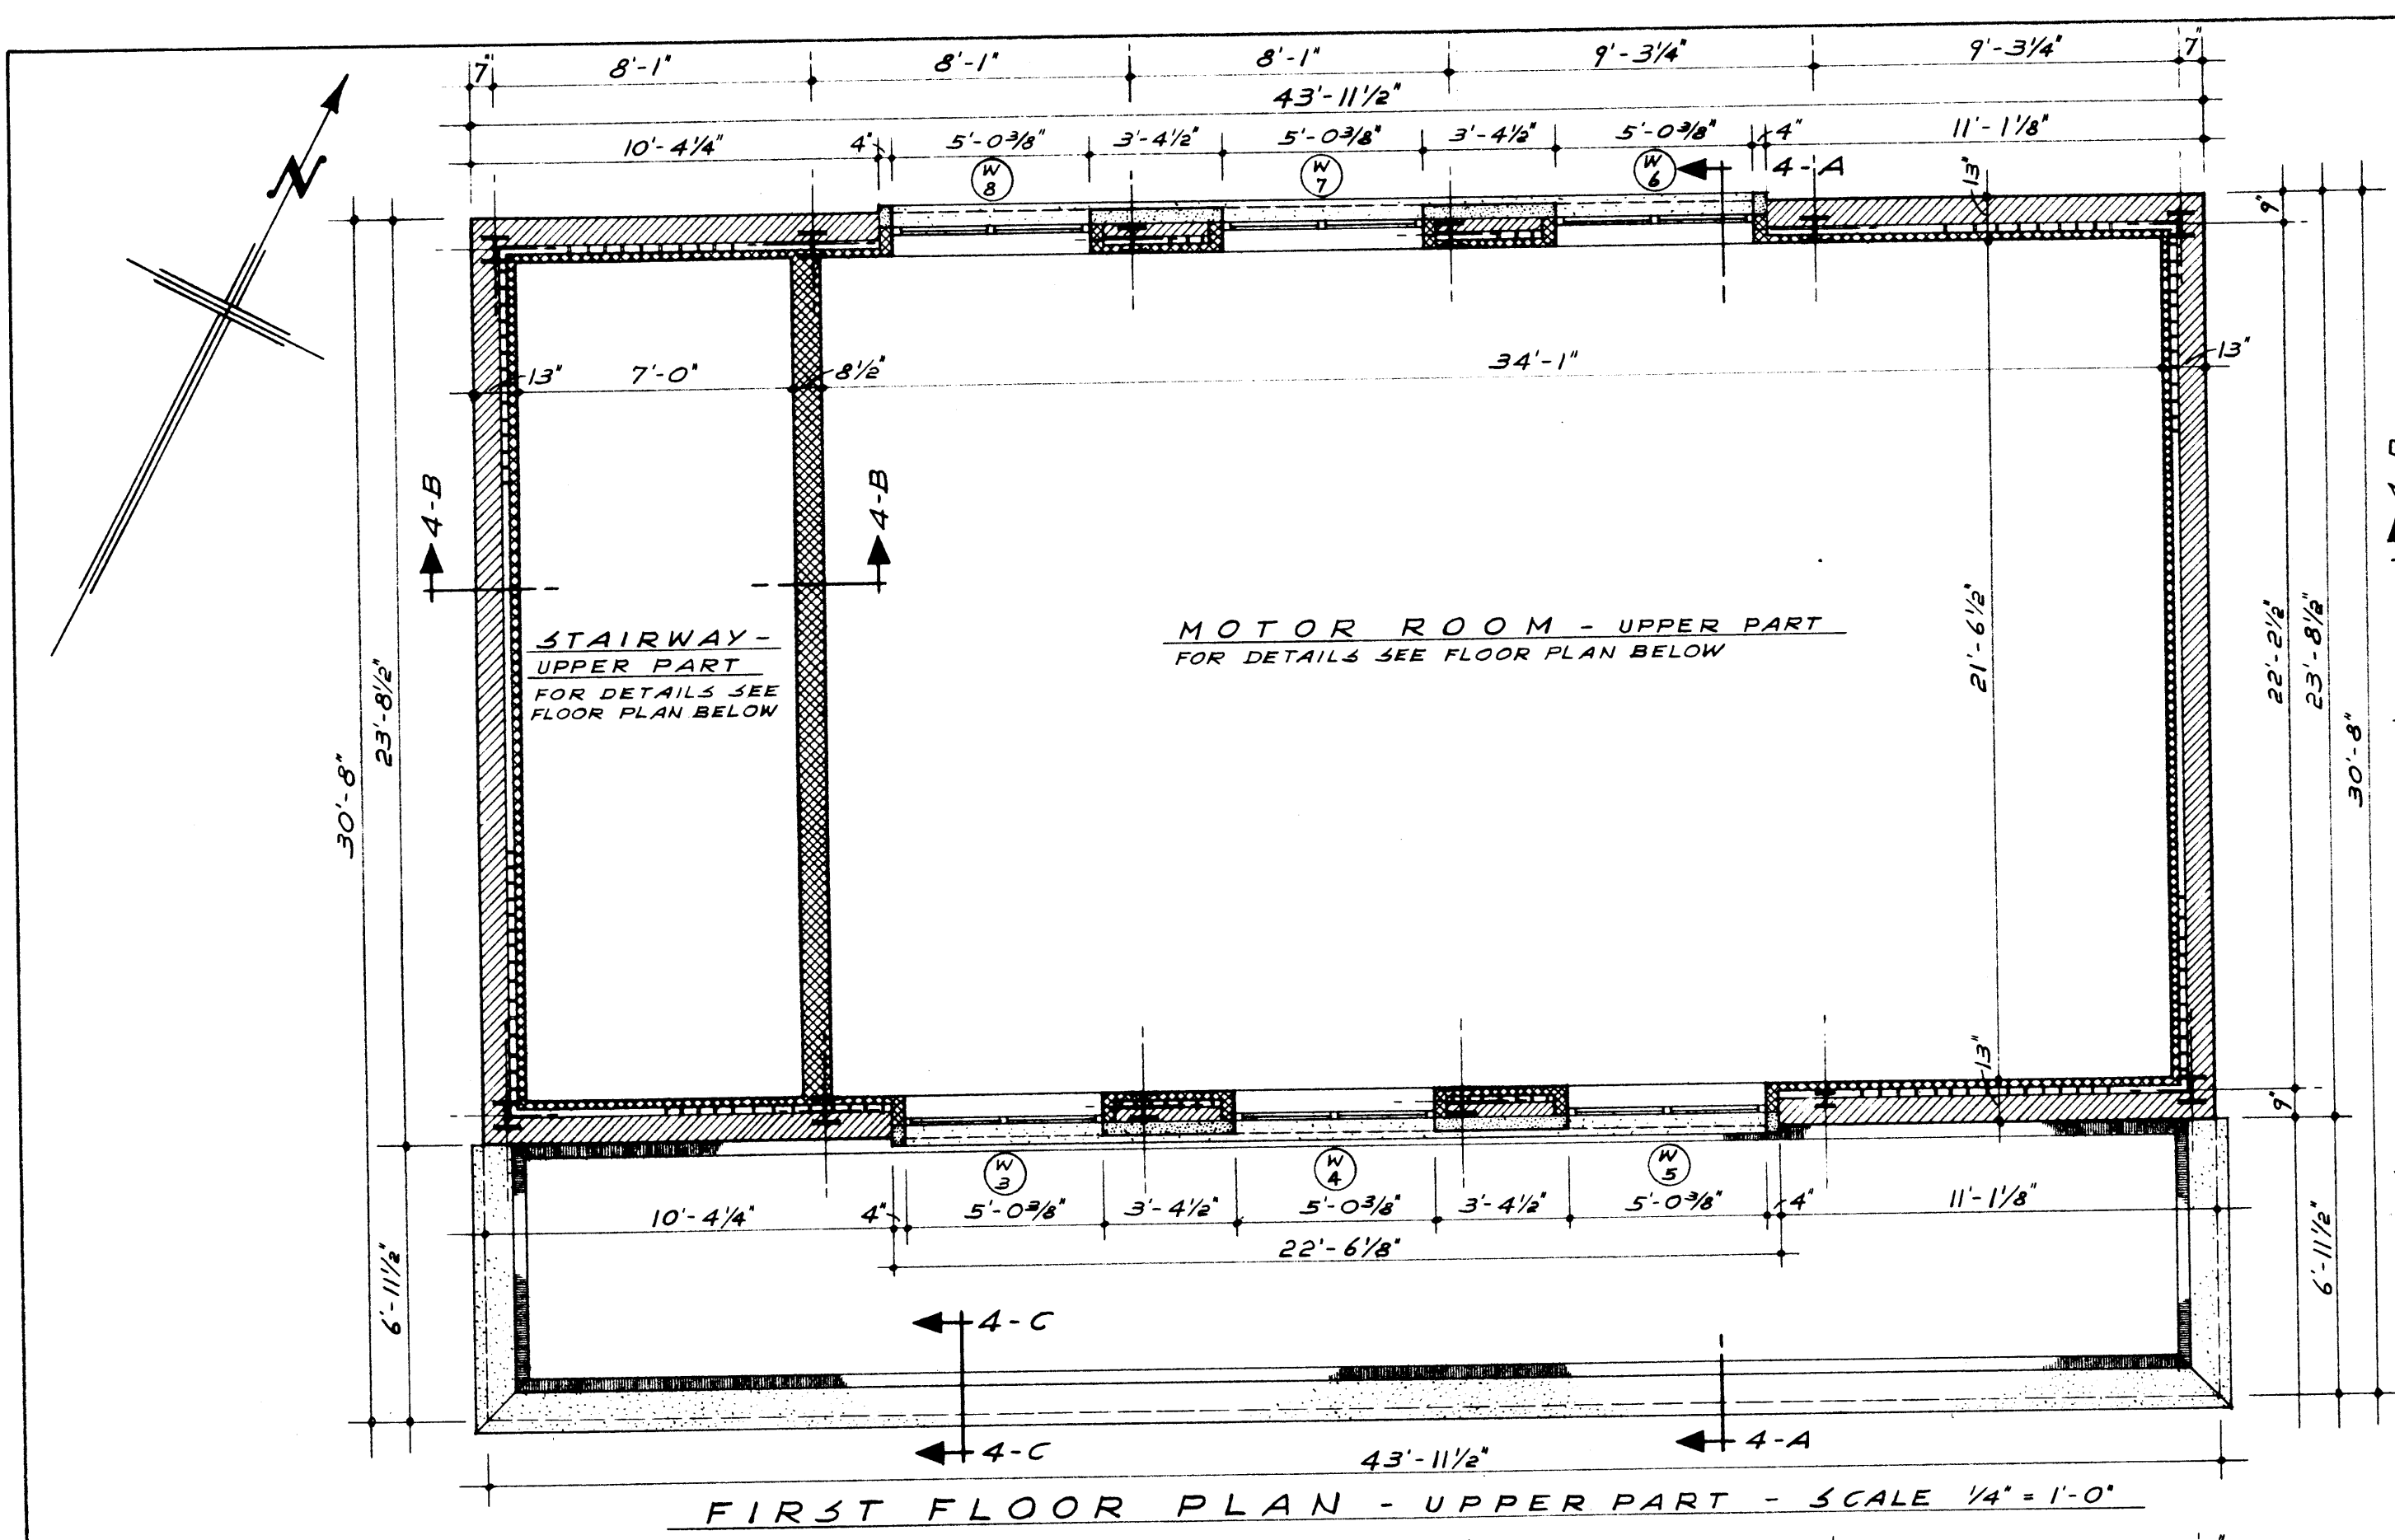 7" 8'-1" 8'-1" 8'-1" 9'-3 1/4" 9'-3 1/4" 7"
43'-11 1/2"
10'-4 1/4" 4" 5'-0 3/8" 3'-4 1/2" 5'-0 3/8" 3'-4 1/2" 5'-0 3/8" 4" 11'-1 1/8"
W 8
W 7
W 6
4-A
N
13"
9"
13" 7'-0" 8 1/2" 34'-1" 13"
4-B
4-B
STAIRWAY -
UPPER PART
FOR DETAILS SEE
FLOOR PLAN BELOW
MOTOR ROOM - UPPER PART
FOR DETAILS SEE FLOOR PLAN BELOW
30'-8"
23'-8 1/2"
21'-6 1/2"
22'-2 1/2"
23'-8 1/2"
30'-8"
13"
9"
W 3
W 4
W 5
10'-4 1/4" 4" 5'-0 3/8" 3'-4 1/2" 5'-0 3/8" 3'-4 1/2" 5'-0 3/8" 4" 11'-1 1/8"
22'-6 1/8"
6'-11 1/2"
6'-11 1/2"
4-C
4-C
4-A
43'-11 1/2"
FIRST FLOOR PLAN - UPPER PART - SCALE 1/4" = 1'-0"